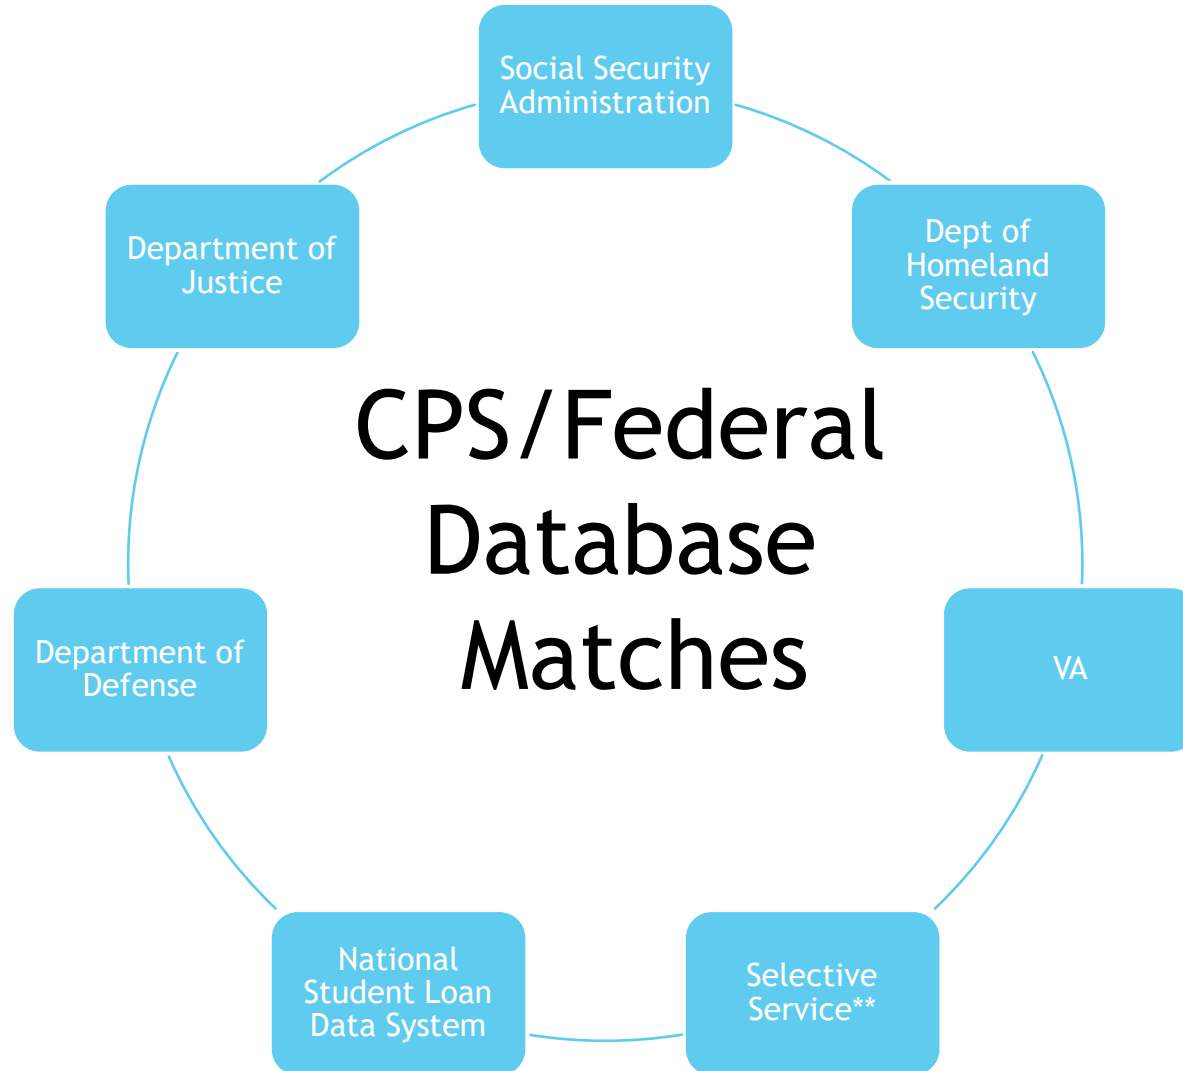 Social Security
Administration
Dept of
Homeland
Security
VA
Selective
Service**
National
Student Loan
Data System
Department of
Defense
Department of
Justice
CPS/Federal
Database
Matches